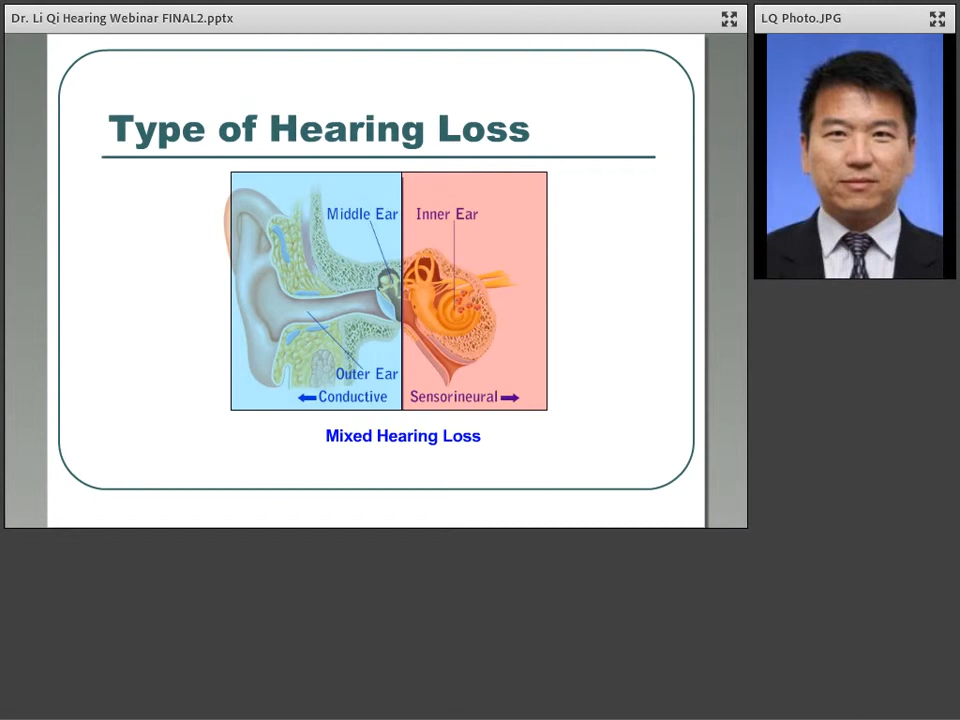 Dr. Li Qi Hearing Webinar FINAL2.pptx
LQ Photo.JPG
Type of Hearing Loss
Middle Ear
Inner Ear
Outer Ear
Conductive
Sensorineural
Mixed Hearing Loss